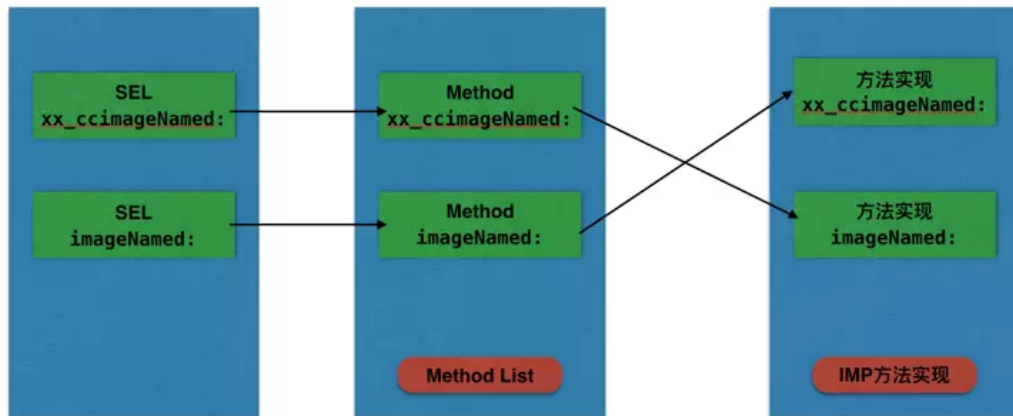 SEL
xx_ccimageNamed:
SEL
imageNamed:
Method
xx_ccimageNamed:
Method
imageNamed:
Method List
方法实现
xx_ccimageNamed:
方法实现
imageNamed:
IMP方法实现